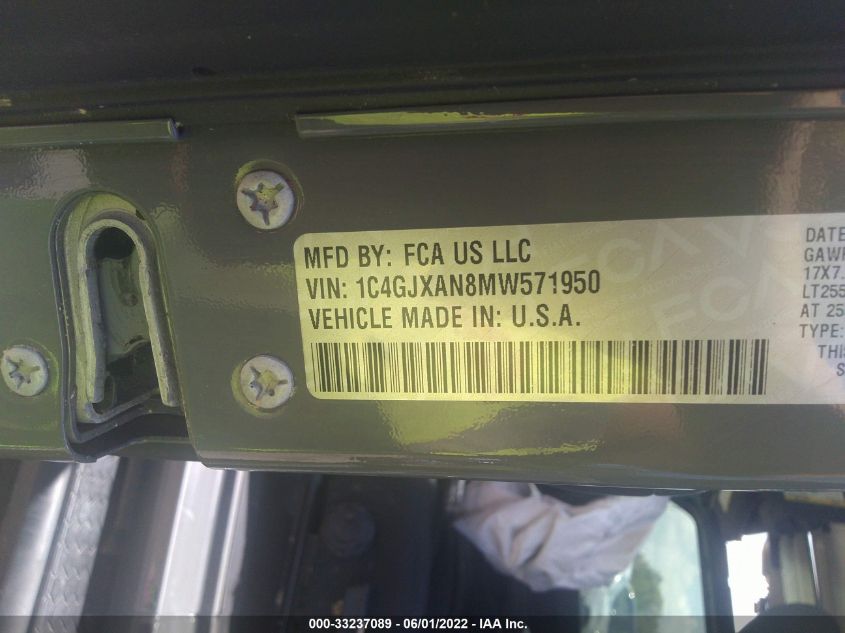 MFD BY: FCA US LLC
VIN: 1C4GJXAN8MW571950
VEHICLE MADE IN: U.S.A.
DATE
GAWR
17X7.
LT255
AT 25
TYPE:
THIS
S
000-33237089 - 06/01/2022 - IAA Inc.